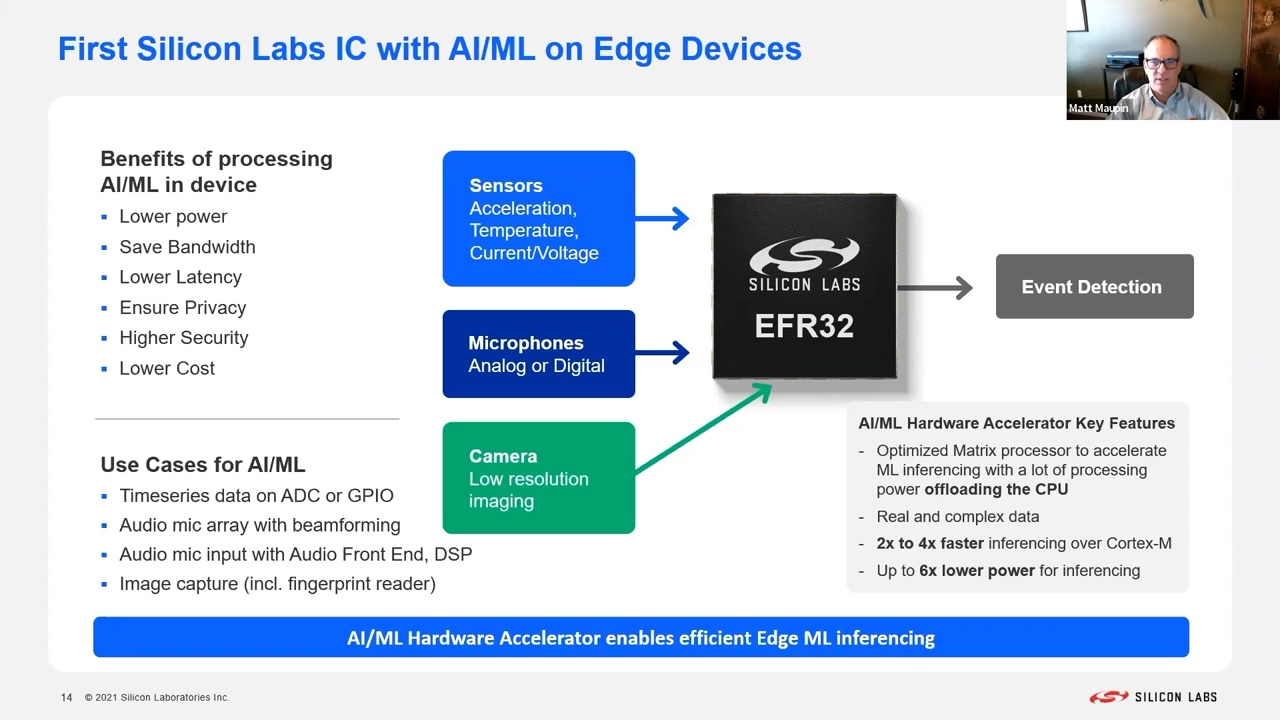 First Silicon Labs IC with AI/ML on Edge Devices
Matt Maupin
Benefits of processing
AI/ML in device
Lower power
Save Bandwidth
Lower Latency
Ensure Privacy
Higher Security
Lower Cost
Use Cases for AI/ML
Timeseries data on ADC or GPIO
Audio mic array with beamforming
Audio mic input with Audio Front End, DSP
Image capture (incl. fingerprint reader)
Sensors
Acceleration,
Temperature,
Current/Voltage
Microphones
Analog or Digital
Camera
Low resolution
imaging
SILICON LABS
EFR32
Event Detection
AI/ML Hardware Accelerator Key Features
- Optimized Matrix processor to accelerate
ML inferencing with a lot of processing
power offloading the CPU
- Real and complex data
- 2x to 4x faster inferencing over Cortex-M
- Up to 6x lower power for inferencing
AI/ML Hardware Accelerator enables efficient Edge ML inferencing
14 © 2021 Silicon Laboratories Inc.
SILICON LABS